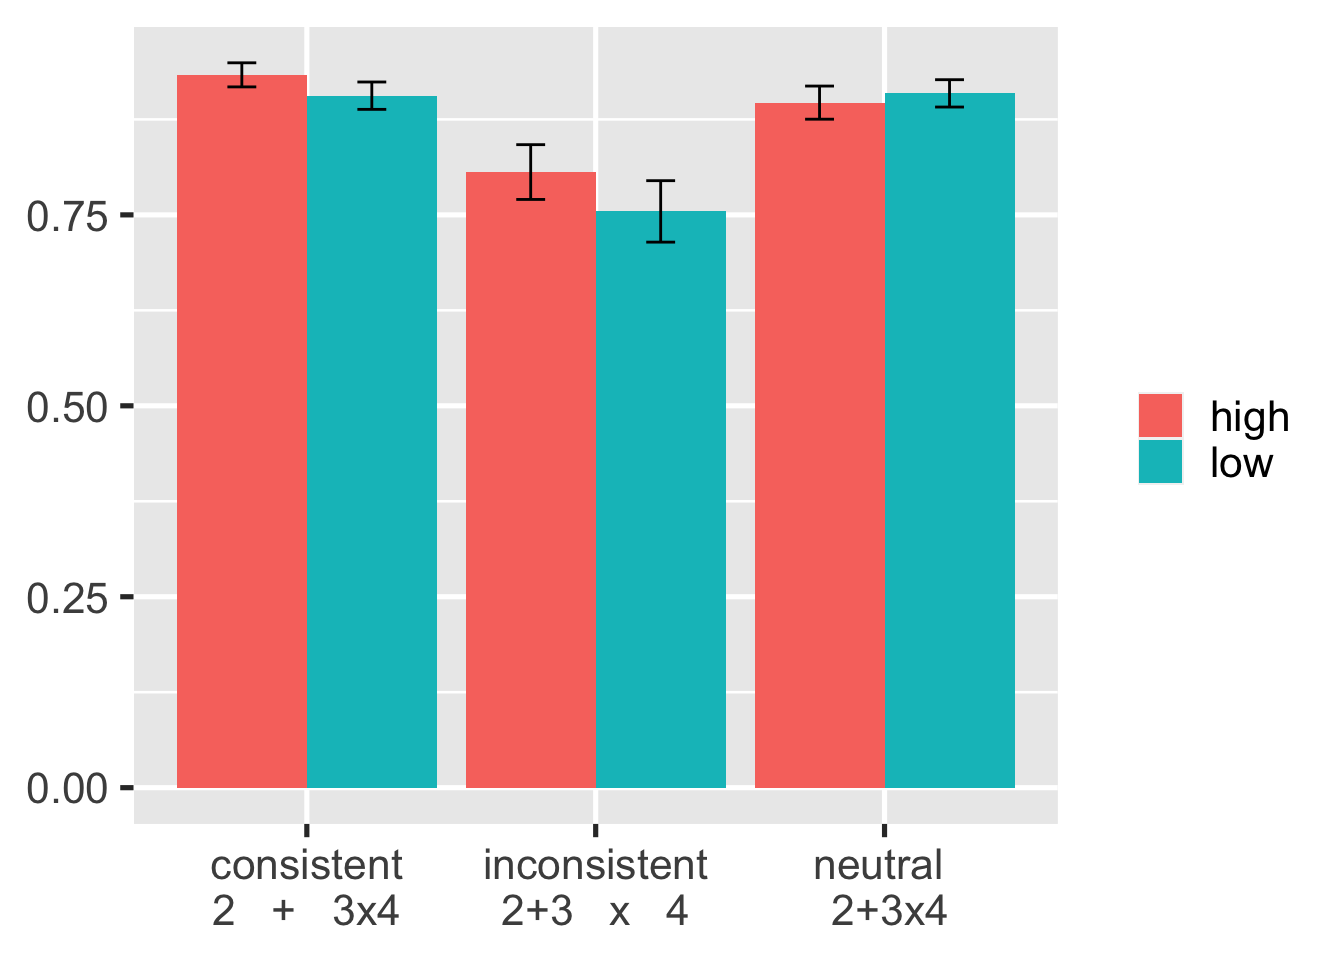 0.75
0.50
0.25
0.00
high
low
consistent
2 + 3x4
inconsistent
2+3 x 4
neutral
2+3x4